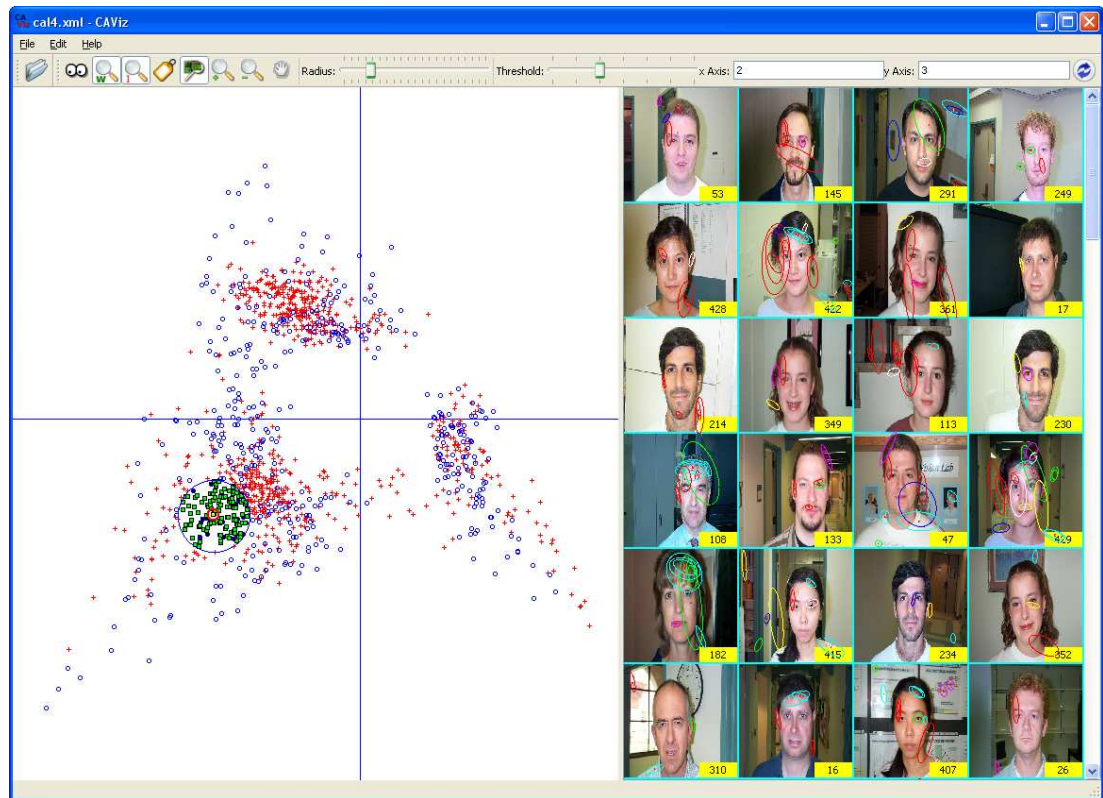 cal4.xml - CAViz
File Edit Help
Radius: Threshold: x Axis: 2 y Axis: 3
53 145 291 249
428 422 361 17
214 349 113 230
108 133 47 429
182 415 234 352
310 16 407 26